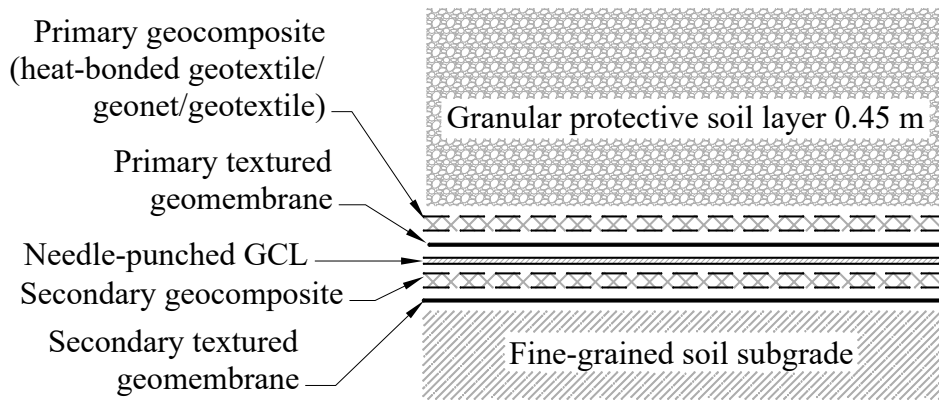 Primary geocomposite
(heat-bonded geotextile/
geonet/geotextile)
Granular protective soil layer 0.45 m
Primary textured
geomembrane
Needle-punched GCL
Secondary geocomposite
Secondary textured
geomembrane
Fine-grained soil subgrade